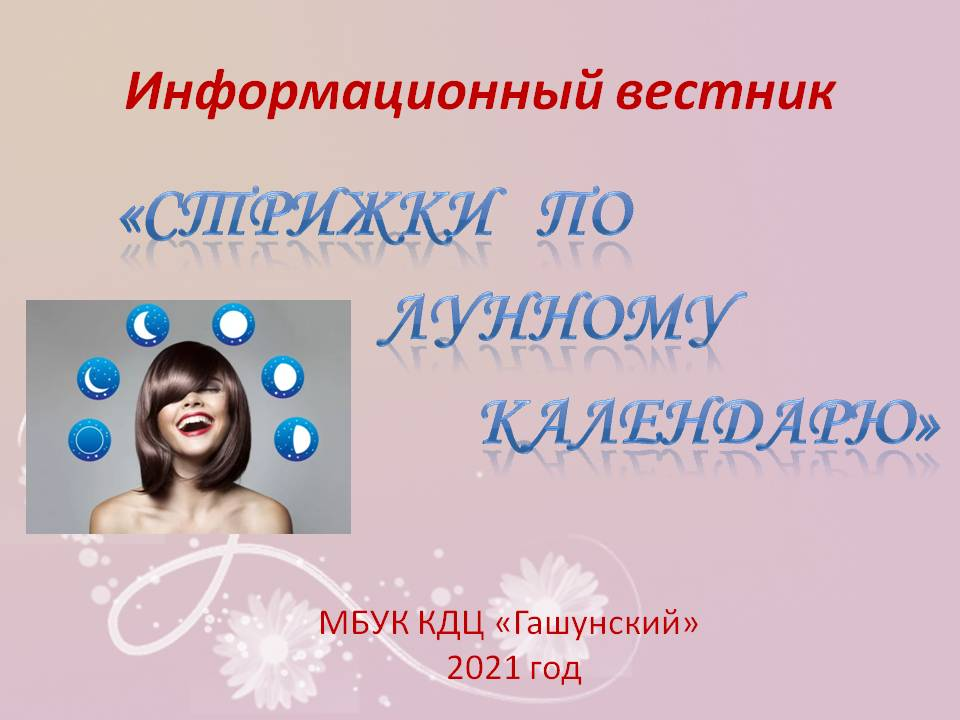 Информационный вестник
«СТРИЖКИ ПО
ЛУННОМУ
КАЛЕНДАРЮ»
МБУК КДЦ «Гашунский»
2021 год